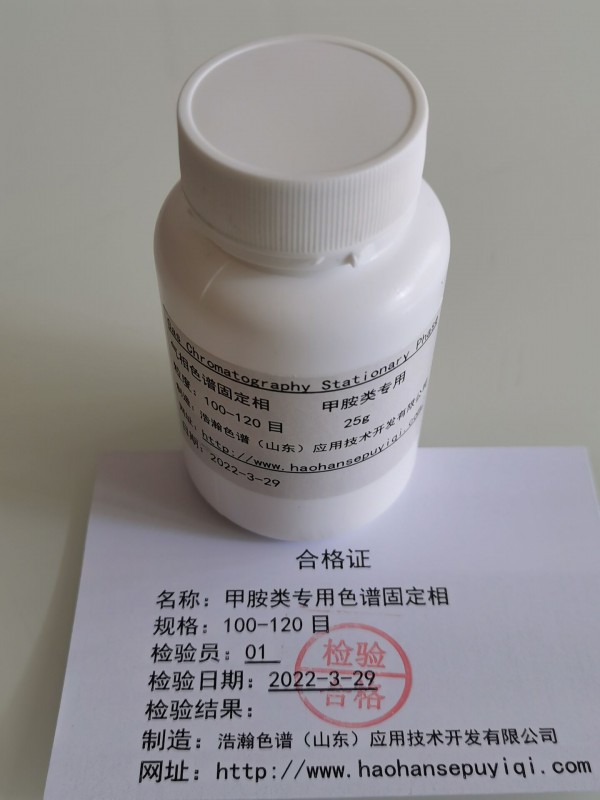 Gas Chromatography Stationary Phase
气相色谱固定相 甲胺类专用
100-120 目 25g
浩瀚色谱（山东）应用技术开发有限公司
http://www.haohansepuyiqi.com
2022-3-29
合格证
名称：甲胺类专用色谱固定相
规格：100-120 目
检验员：01
检验日期：2022-3-29
检验结果：
检验
合格
制造：浩瀚色谱（山东）应用技术开发有限公司
网址：http://www.haohansepuyiqi.com